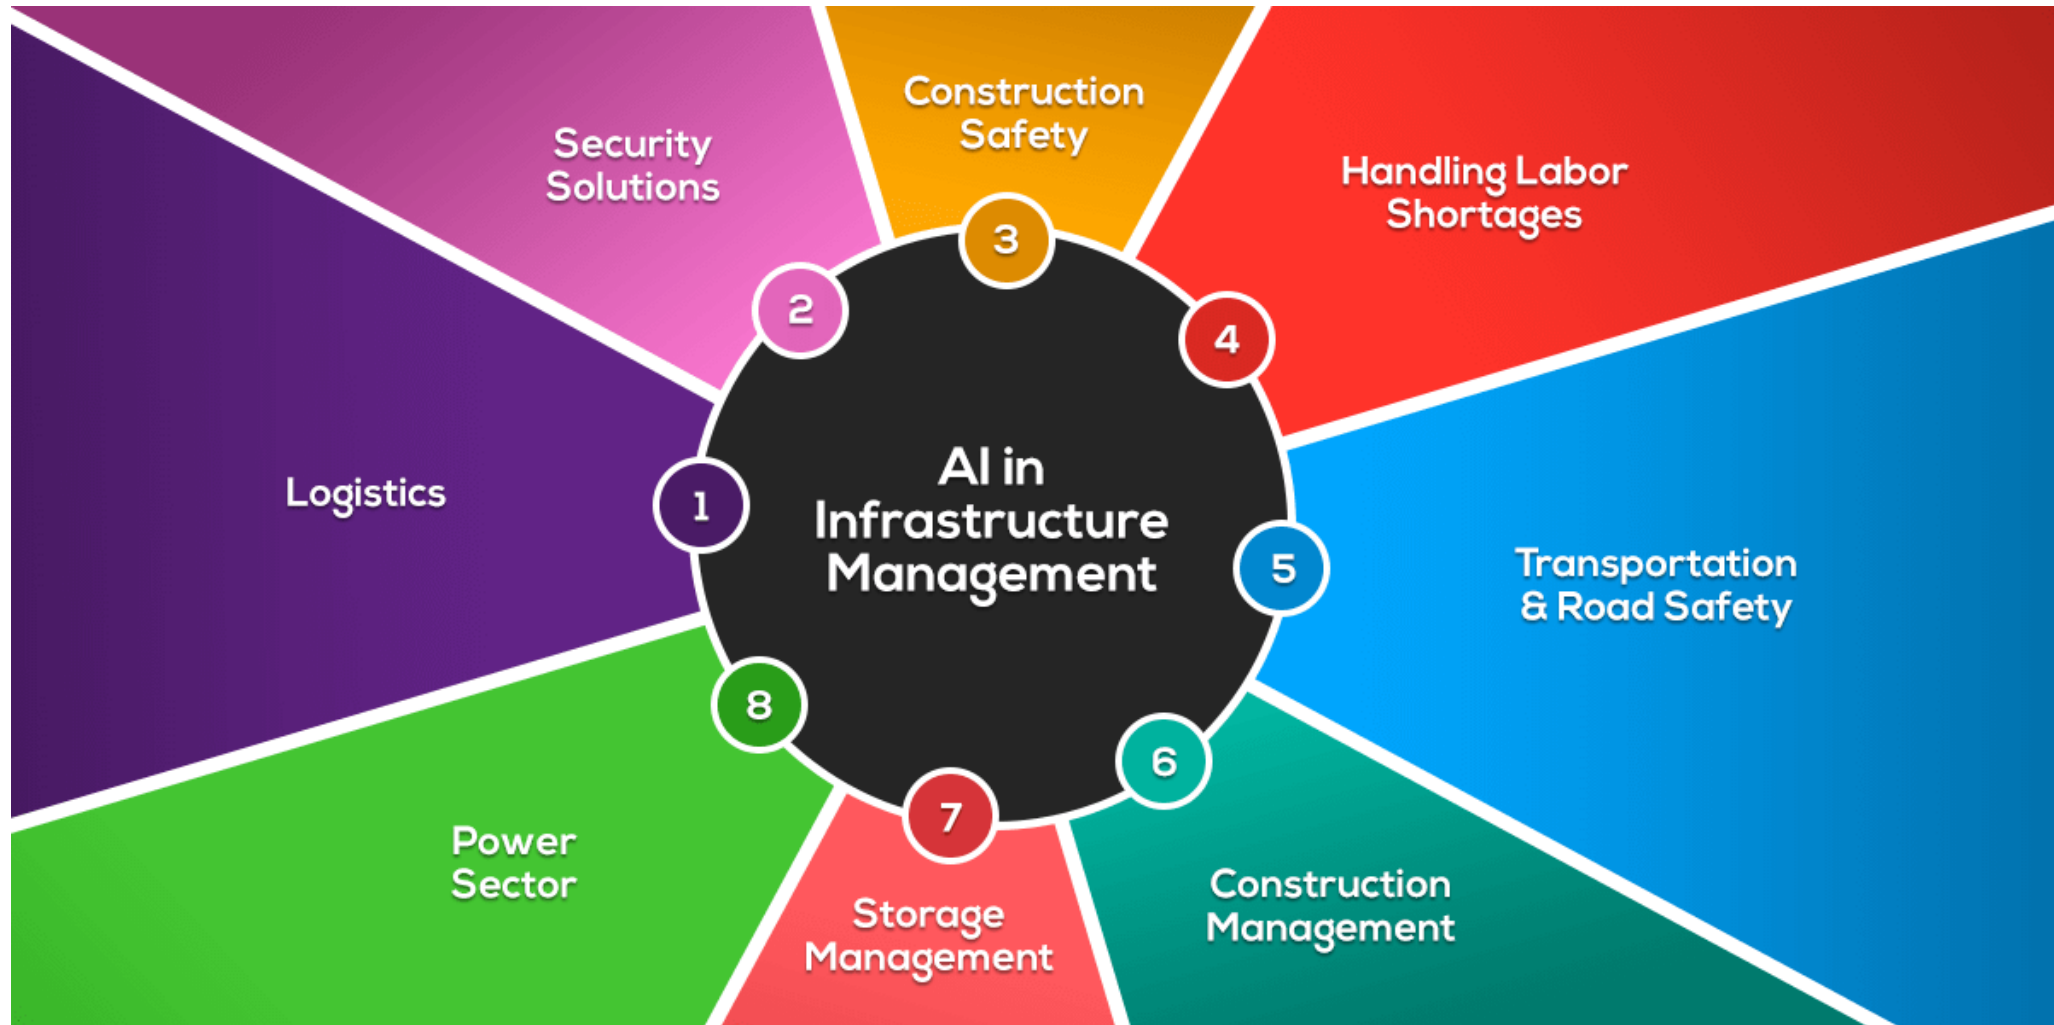 AI in
Infrastructure
Management
1
Logistics
2
Security
Solutions
3
Construction
Safety
4
Handling Labor
Shortages
5
Transportation
& Road Safety
6
Construction
Management
7
Storage
Management
8
Power
Sector